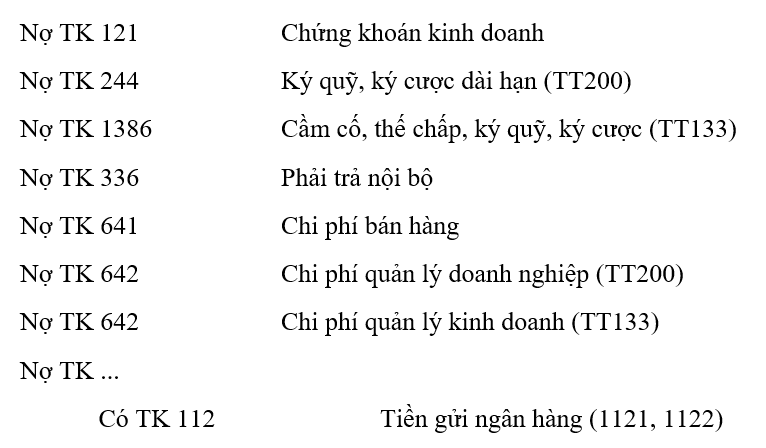 Nợ TK 121 Chứng khoán kinh doanh
Nợ TK 244 Ký quỹ, ký cược dài hạn (TT200)
Nợ TK 1386 Cầm cố, thế chấp, ký quỹ, ký cược (TT133)
Nợ TK 336 Phải trả nội bộ
Nợ TK 641 Chi phí bán hàng
Nợ TK 642 Chi phí quản lý doanh nghiệp (TT200)
Nợ TK 642 Chi phí quản lý kinh doanh (TT133)
Nợ TK ...
Có TK 112 Tiền gửi ngân hàng (1121, 1122)